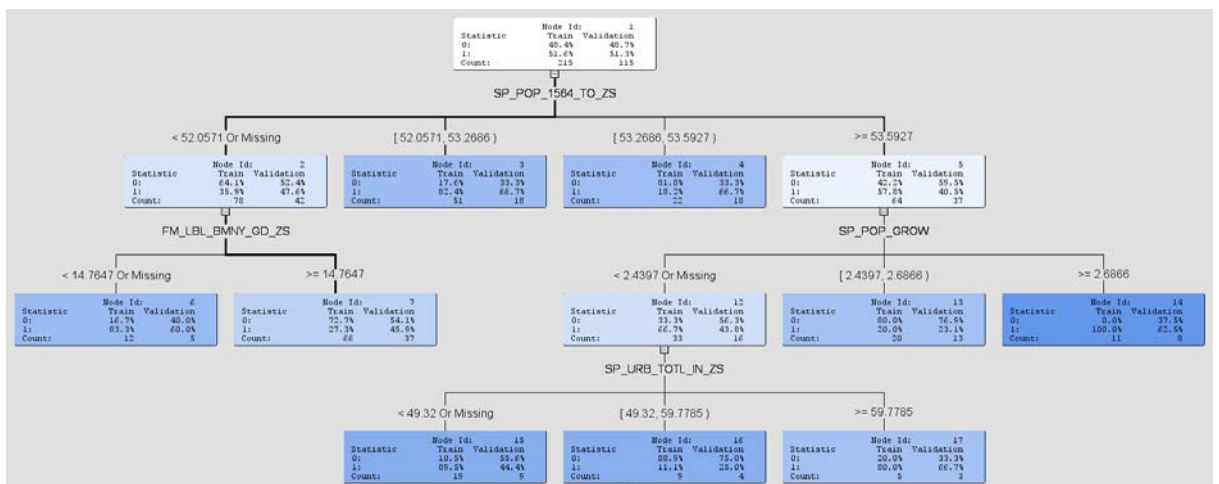 Node Id: 1
Statistic Train Validation
0: 48.4% 48.7%
1: 51.6% 51.3%
Count: 215 115
SP_POP_1564_TO_ZS
< 52.0571 Or Missing
[ 52.0571, 53.2686 )
[ 53.2686, 53.5927 )
>= 53.5927
Node Id: 2
Statistic Train Validation
0: 64.1% 52.4%
1: 35.9% 47.6%
Count: 78 42
Node Id: 3
Statistic Train Validation
0: 17.6% 33.3%
1: 82.4% 66.7%
Count: 51 18
Node Id: 4
Statistic Train Validation
0: 81.8% 33.3%
1: 18.2% 66.7%
Count: 22 18
Node Id: 5
Statistic Train Validation
0: 42.2% 59.5%
1: 57.8% 40.5%
Count: 64 37
FM_LBL_BMNY_GD_ZS
SP_POP_GROW
< 14.7647 Or Missing
>= 14.7647
< 2.4397 Or Missing
[ 2.4397, 2.6866 )
>= 2.6866
Node Id: 6
Statistic Train Validation
0: 16.7% 40.0%
1: 83.3% 60.0%
Count: 12 5
Node Id: 7
Statistic Train Validation
0: 72.7% 54.1%
1: 27.3% 45.9%
Count: 66 37
Node Id: 12
Statistic Train Validation
0: 33.3% 56.3%
1: 66.7% 43.8%
Count: 33 16
Node Id: 13
Statistic Train Validation
0: 80.0% 76.9%
1: 20.0% 23.1%
Count: 20 13
Node Id: 14
Statistic Train Validation
0: 0.0% 37.5%
1: 100.0% 62.5%
Count: 11 8
SP_URB_TOTL_IN_ZS
< 49.32 Or Missing
[ 49.32, 59.7785 )
>= 59.7785
Node Id: 15
Statistic Train Validation
0: 10.5% 55.6%
1: 89.5% 44.4%
Count: 19 9
Node Id: 16
Statistic Train Validation
0: 88.9% 75.0%
1: 11.1% 25.0%
Count: 9 4
Node Id: 17
Statistic Train Validation
0: 20.0% 33.3%
1: 80.0% 66.7%
Count: 5 3